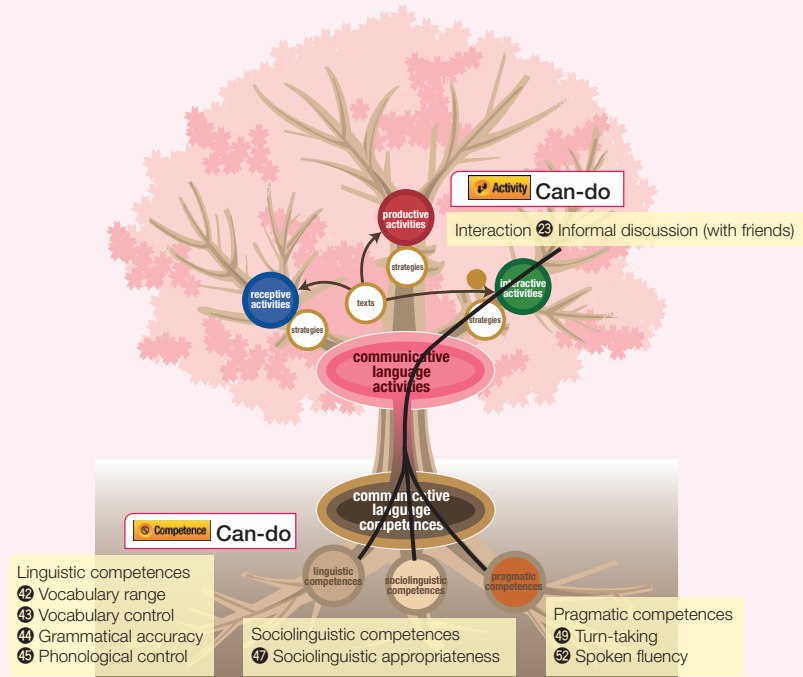 productive
activities
Activity Can-do
Interaction 23 Informal discussion (with friends)
strategies
receptive
activities
texts
interactive
activities
strategies
strategies
communicative
language
activities
communicative
language
competences
Competence Can-do
linguistic
competences
sociolinguistic
competences
pragmatic
competences
Linguistic competences
42 Vocabulary range
43 Vocabulary control
44 Grammatical accuracy
45 Phonological control
Sociolinguistic competences
47 Sociolinguistic appropriateness
Pragmatic competences
49 Turn-taking
52 Spoken fluency